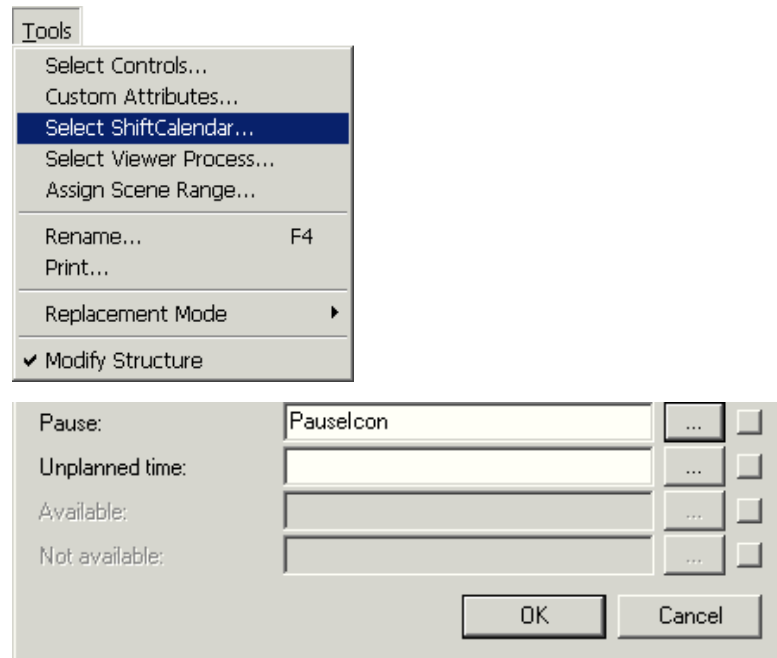 Tools
Select Controls...
Custom Attributes...
Select ShiftCalendar...
Select Viewer Process...
Assign Scene Range...
Rename... F4
Print...
Replacement Mode
Modify Structure
Pause: PauseIcon ...
Unplanned time: ...
Available: ...
Not available: ...
OK Cancel